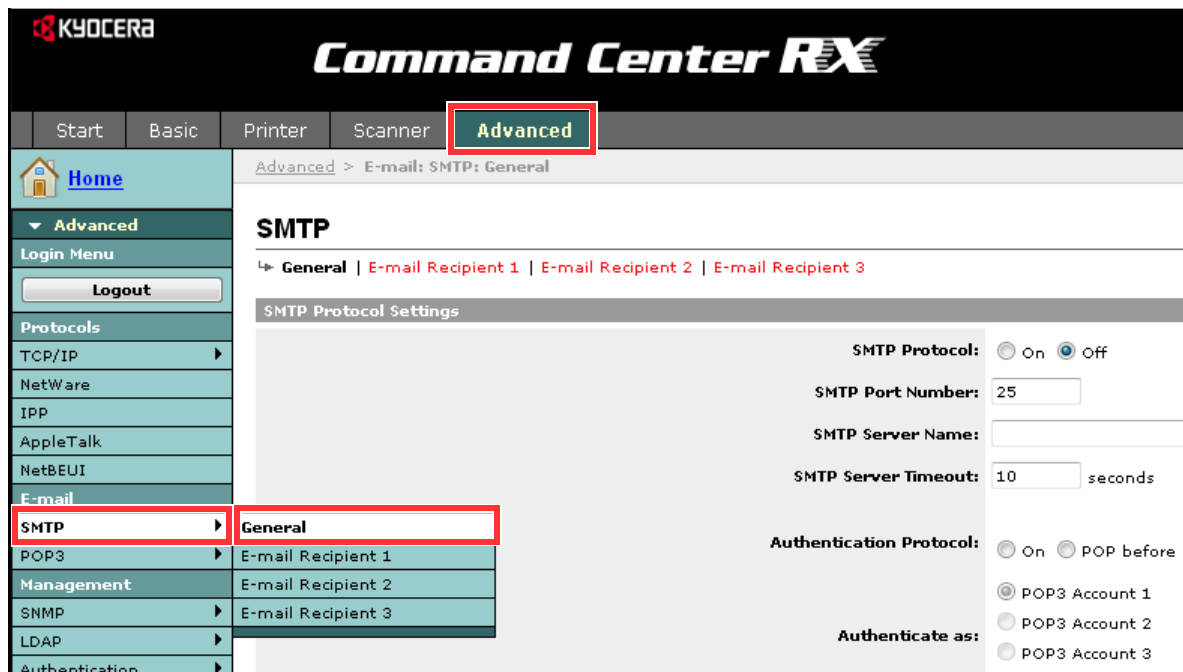 KYOCERA
Command Center RX
Start Basic Printer Scanner Advanced
Home
Advanced > E-mail: SMTP: General
Advanced
Login Menu
Logout
Protocols
TCP/IP
NetWare
IPP
AppleTalk
NetBEUI
E-mail
SMTP
POP3
Management
SNMP
LDAP
Authentication
General
E-mail Recipient 1
E-mail Recipient 2
E-mail Recipient 3
SMTP
General | E-mail Recipient 1 | E-mail Recipient 2 | E-mail Recipient 3
SMTP Protocol Settings
SMTP Protocol: On Off
SMTP Port Number: 25
SMTP Server Name:
SMTP Server Timeout: 10 seconds
Authentication Protocol: On POP before
Authenticate as: POP3 Account 1
POP3 Account 2
POP3 Account 3